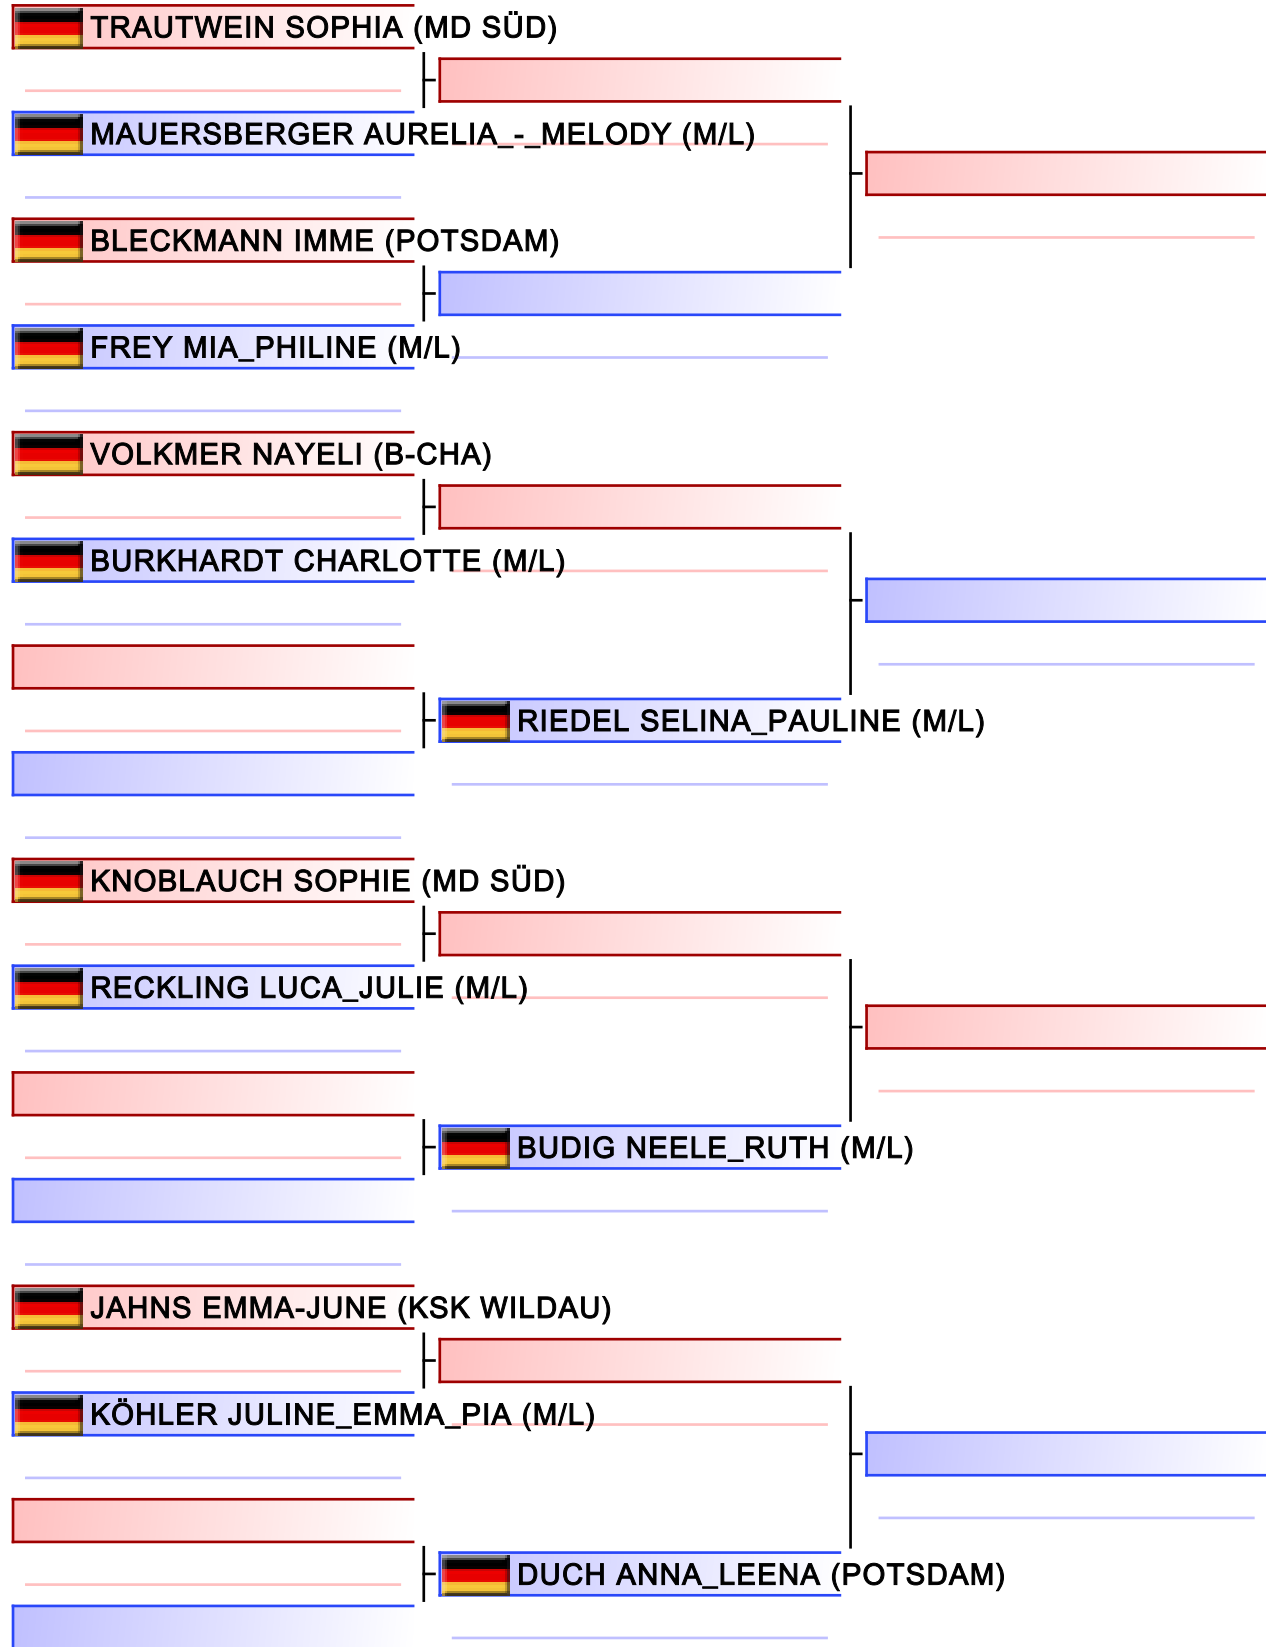 TRAUTWEIN SOPHIA (MD SÜD)
MAUERSBERGER AURELIA_-_MELODY (M/L)
BLECKMANN IMME (POTSDAM)
FREY MIA_PHILINE (M/L)
VOLKMER NAYELI (B-CHA)
BURKHARDT CHARLOTTE (M/L)
RIEDEL SELINA_PAULINE (M/L)
KNOBLAUCH SOPHIE (MD SÜD)
RECKLING LUCA_JULIE (M/L)
BUDIG NEELE_RUTH (M/L)
JAHNS EMMA-JUNE (KSK WILDAU)
KÖHLER JULINE_EMMA_PIA (M/L)
DUCH ANNA_LEENA (POTSDAM)